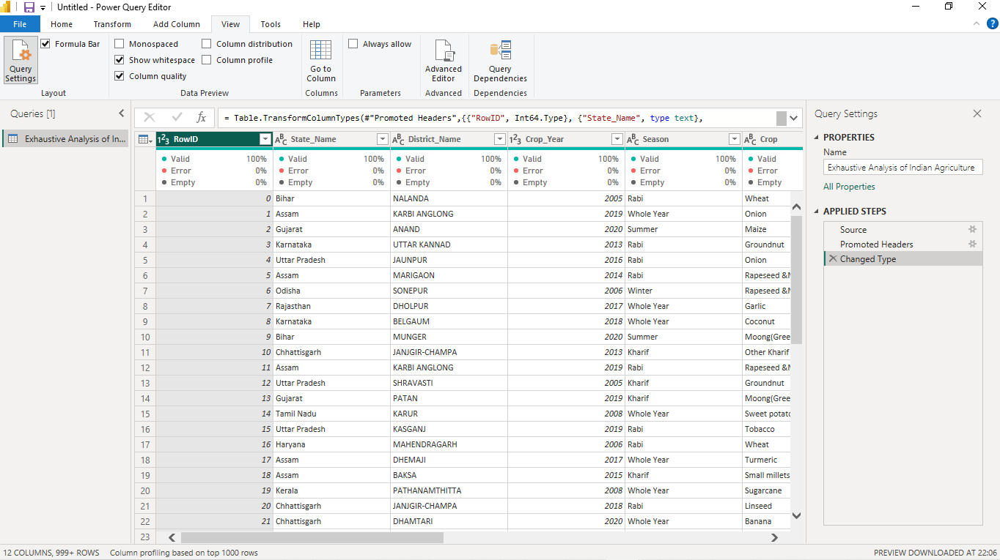 Untitled - Power Query Editor
File Home Transform Add Column View Tools Help
Query Settings
Formula Bar
Layout
Monospaced
Show whitespace
Column quality
Column distribution
Column profile
Data Preview
Go to Column
Columns
Always allow
Parameters
Advanced Editor
Advanced
Query Dependencies
Dependencies
Queries [1]
Exhaustive Analysis of In...
fx = Table.TransformColumnTypes(#"Promoted Headers",{{"RowID", Int64.Type}, {"State_Name", type text},
123 RowID ABC State_Name ABC District_Name 123 Crop_Year ABC Season ABC Crop
Valid 100% Valid 100% Valid 100% Valid 100% Valid 100% Valid
Error 0% Error 0% Error 0% Error 0% Error 0% Error
Empty 0% Empty 0% Empty 0% Empty 0% Empty 0% Empty
1 0 Bihar NALANDA 2005 Rabi Wheat
2 1 Assam KARBI ANGLONG 2019 Whole Year Onion
3 2 Gujarat ANAND 2020 Summer Maize
4 3 Karnataka UTTAR KANNAD 2013 Rabi Groundnut
5 4 Uttar Pradesh JAUNPUR 2016 Rabi Onion
6 5 Assam MARIGAON 2014 Rabi Rapeseed &M
7 6 Odisha SONEPUR 2006 Winter Rapeseed &M
8 7 Rajasthan DHOLPUR 2017 Whole Year Garlic
9 8 Karnataka BELGAUM 2018 Whole Year Coconut
10 9 Bihar MUNGER 2020 Summer Moong(Gree
11 10 Chhattisgarh JANJGIR-CHAMPA 2013 Kharif Other Kharif
12 11 Assam KARBI ANGLONG 2019 Rabi Rapeseed &M
13 12 Uttar Pradesh SHRAVASTI 2005 Kharif Groundnut
14 13 Gujarat PATAN 2019 Kharif Moong(Gree
15 14 Tamil Nadu KARUR 2008 Whole Year Sweet potato
16 15 Uttar Pradesh KASGANJ 2019 Rabi Tobacco
17 16 Haryana MAHENDRAGARH 2006 Rabi Wheat
18 17 Assam DHEMAJI 2017 Whole Year Turmeric
19 18 Assam BAKSA 2015 Kharif Small millets
20 19 Kerala PATHANAMTHITTA 2008 Whole Year Sugarcane
21 20 Chhattisgarh JANJGIR-CHAMPA 2018 Rabi Linseed
22 21 Chhattisgarh DHAMTARI 2020 Whole Year Banana
23
Query Settings
PROPERTIES
Name
Exhaustive Analysis of Indian Agriculture
All Properties
APPLIED STEPS
Source
Promoted Headers
Changed Type
12 COLUMNS, 999+ ROWS Column profiling based on top 1000 rows
PREVIEW DOWNLOADED AT 22:06